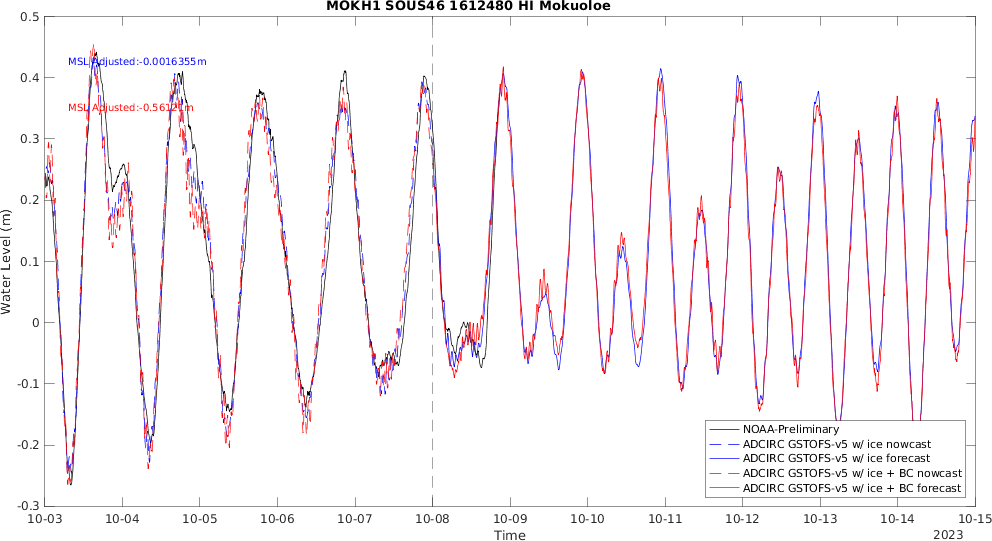 MOKH1 SOUS46 1612480 HI Mokuoloe
0.5
0.4
0.3
0.2
0.1
0
-0.1
-0.2
-0.3
Water Level (m)
MSL Adjusted:-0.0016355m
MSL Adjusted:-0.5612 m
NOAA-Preliminary
ADCIRC GSTOFS-v5 w/ ice nowcast
ADCIRC GSTOFS-v5 w/ ice forecast
ADCIRC GSTOFS-v5 w/ ice + BC nowcast
ADCIRC GSTOFS-v5 w/ ice + BC forecast
10-03 10-04 10-05 10-06 10-07 10-08 10-09 10-10 10-11 10-12 10-13 10-14 10-15
Time
2023